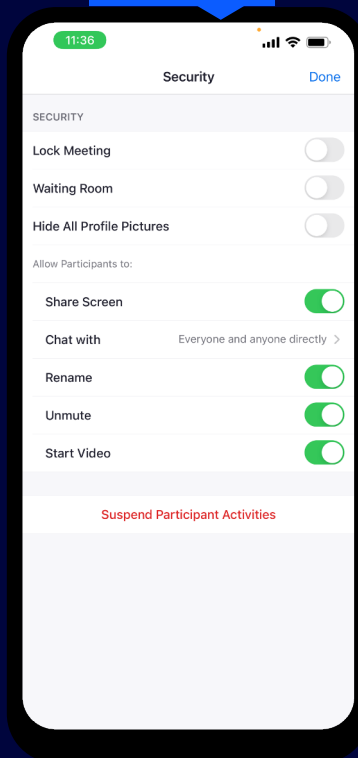 11:36
Security Done
SECURITY
Lock Meeting
Waiting Room
Hide All Profile Pictures
Allow Participants to:
Share Screen
Chat with Everyone and anyone directly >
Rename
Unmute
Start Video
Suspend Participant Activities